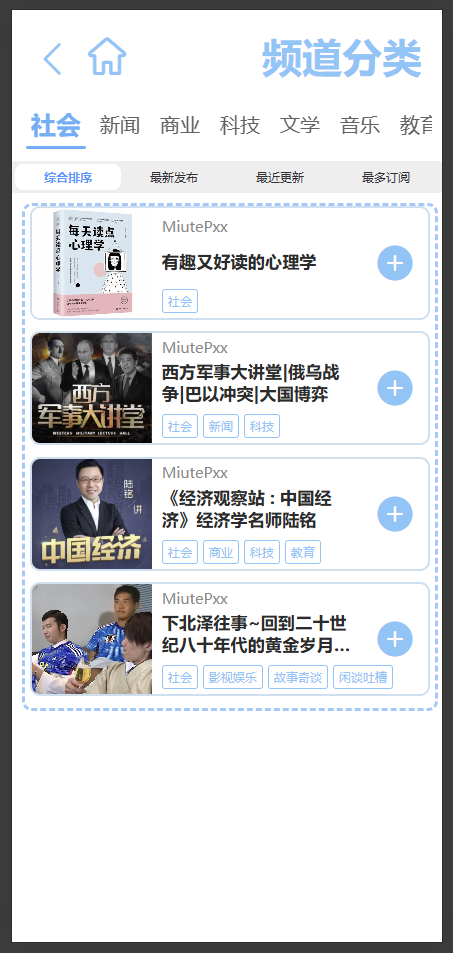 频道分类
社会 新闻 商业 科技 文学 音乐 教育
综合排序 最新发布 最近更新 最多订阅
每天读点
心理学
MiutePxx
有趣又好读的心理学
社会
西方
军事大讲堂
WESTERN MILITARY LECTURE HALL
MiutePxx
西方军事大讲堂|俄乌战
争|巴以冲突|大国博弈
社会 新闻 科技
陆铭 讲
中国经济
MiutePxx
《经济观察站 : 中国经
济》经济学名师陆铭
社会 商业 科技 教育
MiutePxx
下北泽往事~回到二十世
纪八十年代的黄金岁月...
社会 影视娱乐 故事奇谈 闲谈吐槽